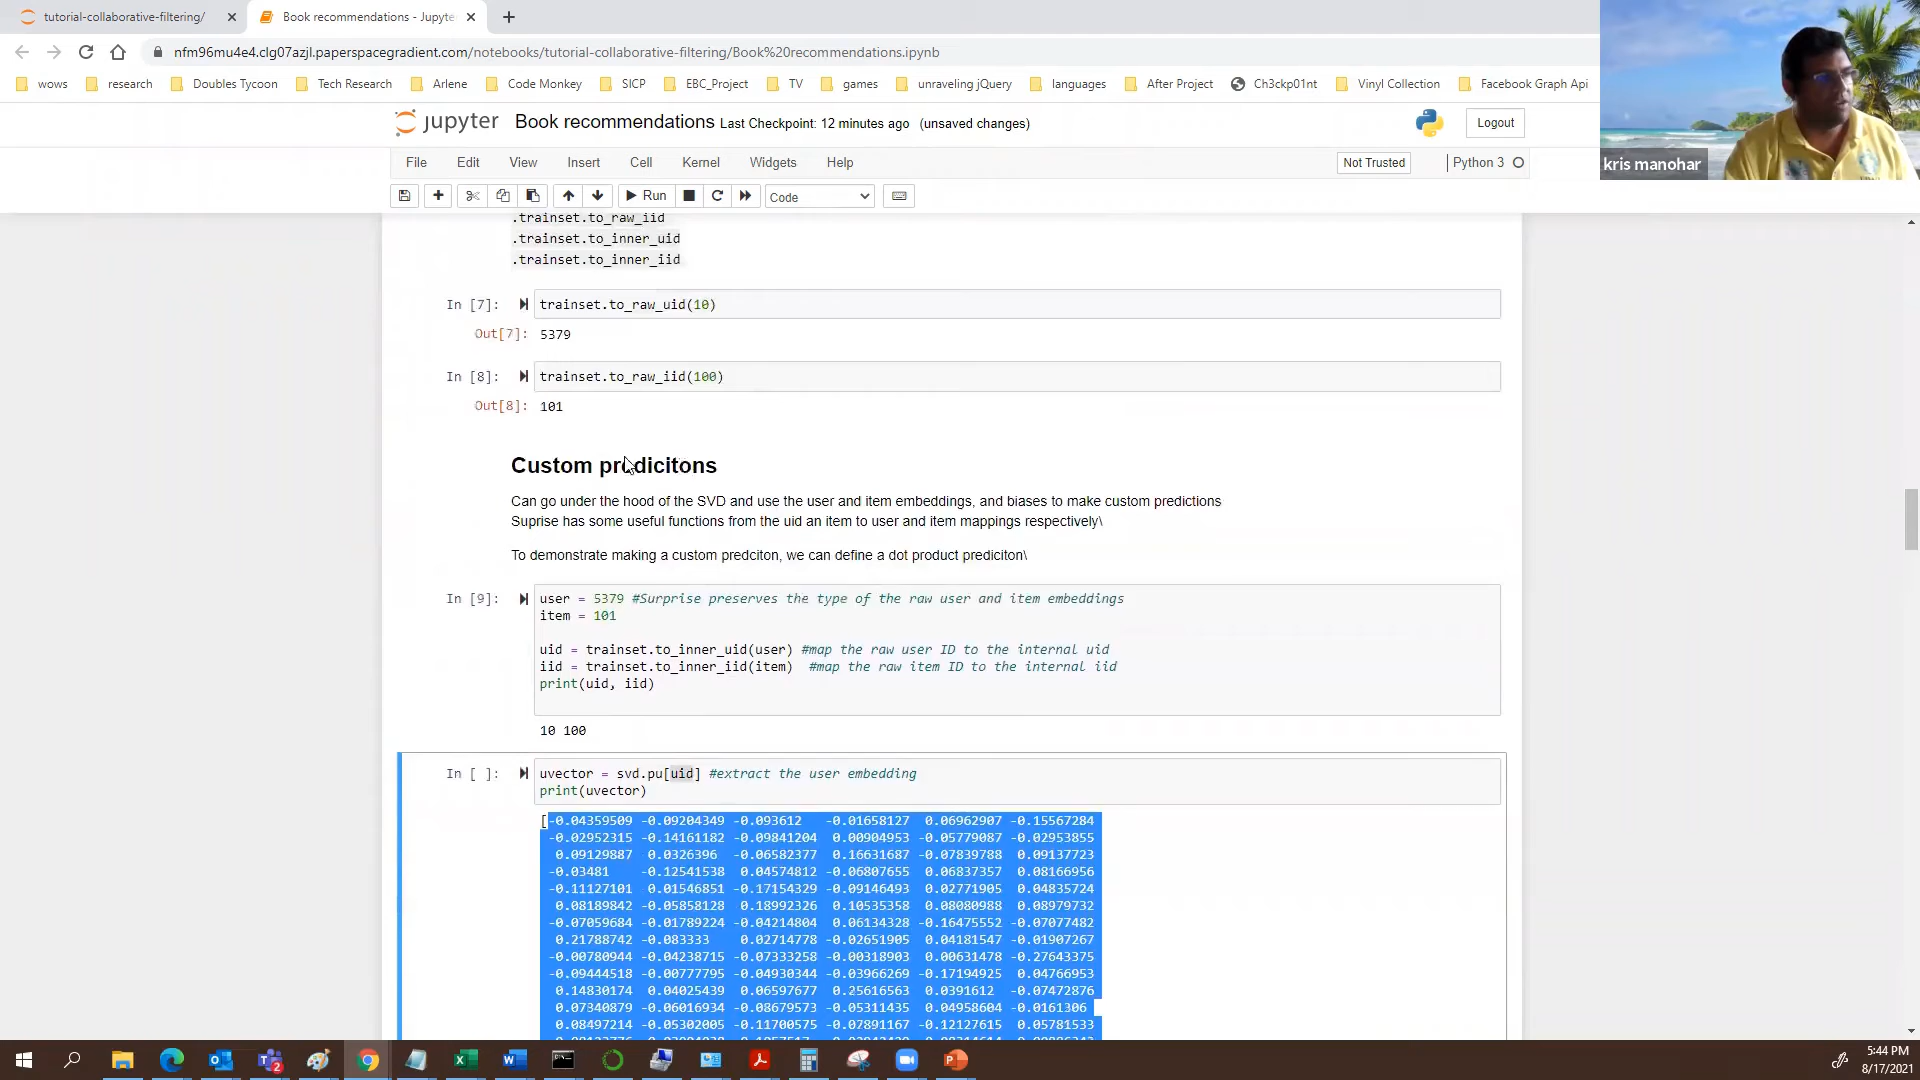 tutorial-collaborative-filtering/
Book recommendations - Jupyte
nfm96mu4e4.clg07azjl.paperspacegradient.com/notebooks/tutorial-collaborative-filtering/Book%20recommendations.ipynb
wows research Doubles Tycoon Tech Research Arlene Code Monkey SICP EBC_Project TV games unraveling jQuery languages After Project Ch3ckp01nt Vinyl Collection Facebook Graph Api
kris manohar
jupyter Book recommendations Last Checkpoint: 12 minutes ago (unsaved changes) Logout
File Edit View Insert Cell Kernel Widgets Help Not Trusted Python 3
Run Code
.trainset.to_raw_iid
.trainset.to_inner_uid
.trainset.to_inner_iid
In [7]: trainset.to_raw_uid(10)
Out[7]: 5379
In [8]: trainset.to_raw_iid(100)
Out[8]: 101
Custom predicitons
Can go under the hood of the SVD and use the user and item embeddings, and biases to make custom predictions
Suprise has some useful functions from the uid an item to user and item mappings respectively\
To demonstrate making a custom predciton, we can define a dot product prediciton\
In [9]: user = 5379 #Surprise preserves the type of the raw user and item embeddings
item = 101
uid = trainset.to_inner_uid(user) #map the raw user ID to the internal uid
iid = trainset.to_inner_iid(item) #map the raw item ID to the internal iid
print(uid, iid)
10 100
In [ ]: uvector = svd.pu[uid] #extract the user embedding
print(uvector)
[-0.04359509 -0.09204349 -0.093612 -0.01658127 0.06962907 -0.15567284
-0.02952315 -0.14161182 -0.09841204 0.00904953 -0.05779087 -0.02953855
0.09129887 0.0326396 -0.06582377 0.16631687 -0.07839788 0.09137723
-0.03481 -0.12541538 0.04574812 -0.06807655 0.06837357 0.08166956
-0.11127101 0.01546851 -0.17154329 -0.09146493 0.02771905 0.04835724
0.08189842 -0.05858128 0.18992326 0.10535358 0.08080988 0.08979732
-0.07059684 -0.01789224 -0.04214804 0.06134328 -0.16475552 -0.07077482
0.21788742 -0.083333 0.02714778 -0.02651905 0.04181547 -0.01907267
-0.00780944 -0.04238715 -0.07333258 -0.00318903 0.00631478 -0.27643375
-0.09444518 -0.00777795 -0.04930344 -0.03966269 -0.17194925 0.04766953
0.14830174 0.04025439 0.06597677 0.25616563 0.0391612 -0.07472876
0.07340879 -0.06016934 -0.08679573 -0.05311435 0.04958604 -0.0161306
0.08497214 -0.05302005 -0.11700575 -0.07891167 -0.12127615 0.05781533
5:44 PM
8/17/2021